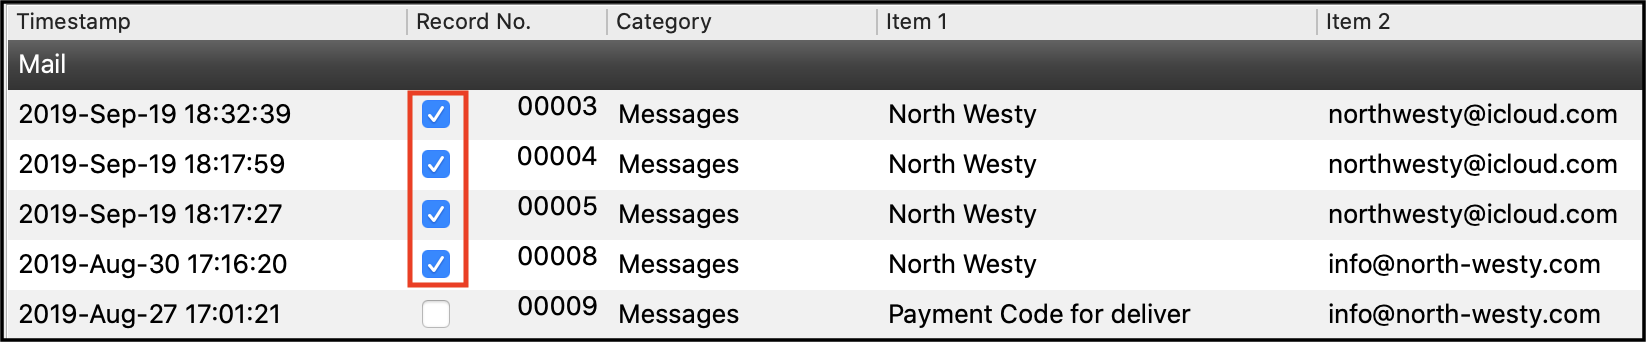 Timestamp Record No. Category Item 1 Item 2
Mail
2019-Sep-19 18:32:39 00003 Messages North Westy northwesty@icloud.com
2019-Sep-19 18:17:59 00004 Messages North Westy northwesty@icloud.com
2019-Sep-19 18:17:27 00005 Messages North Westy northwesty@icloud.com
2019-Aug-30 17:16:20 00008 Messages North Westy info@north-westy.com
2019-Aug-27 17:01:21 00009 Messages Payment Code for deliver info@north-westy.com